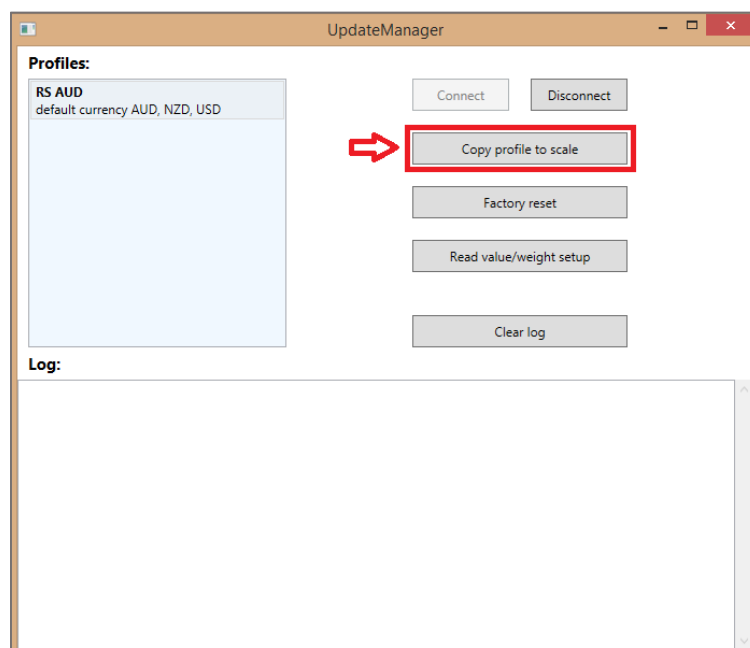 UpdateManager
Profiles:
RS AUD
default currency AUD, NZD, USD
Connect
Disconnect
Copy profile to scale
Factory reset
Read value/weight setup
Clear log
Log: